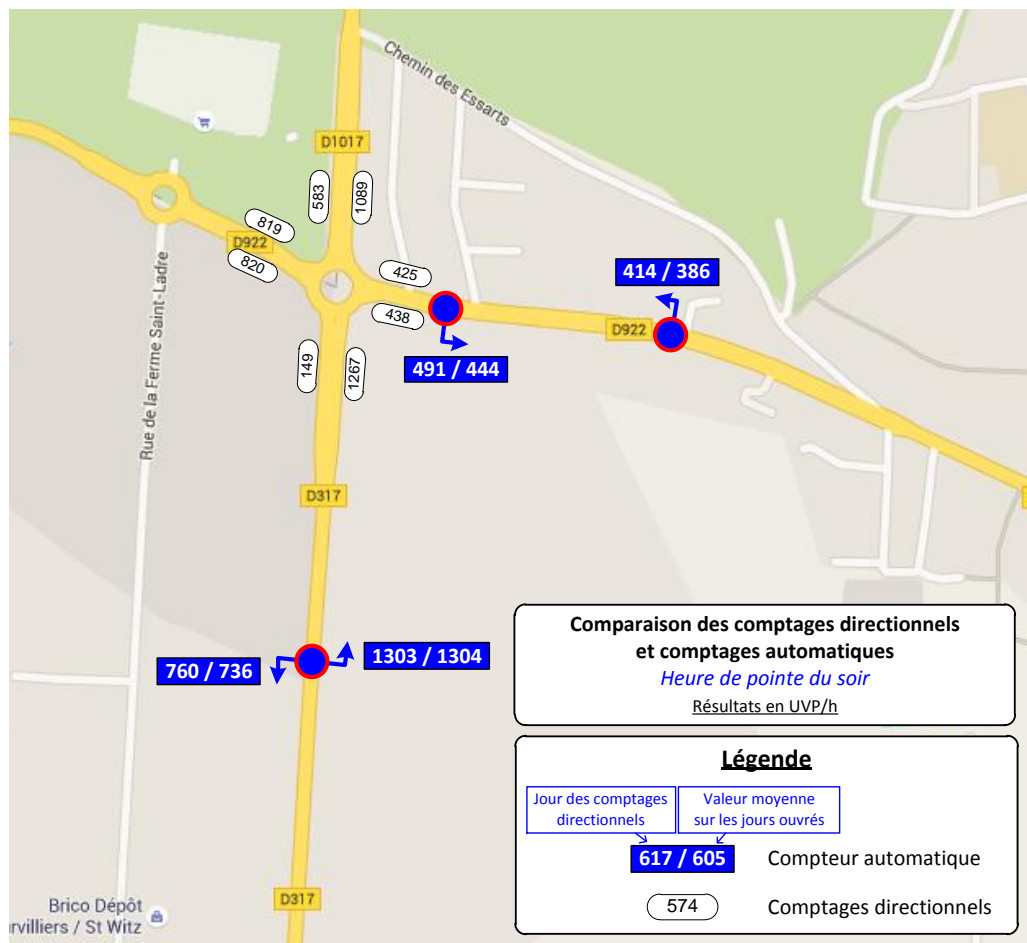 Chemin des Essarts
D1017
583
1089
819
D922
820
425
438
414 / 386
D922
491 / 444
149
1267
Rue de la Ferme Saint-Ladre
D317
760 / 736
1303 / 1304
Comparaison des comptages directionnels
et comptages automatiques
Heure de pointe du soir
Résultats en UVP/h
Légende
Jour des comptages
directionnels
Valeur moyenne
sur les jours ouvrés
617 / 605
Compteur automatique
574
Comptages directionnels
D317
Brico Dépôt
rvilliers / St Witz